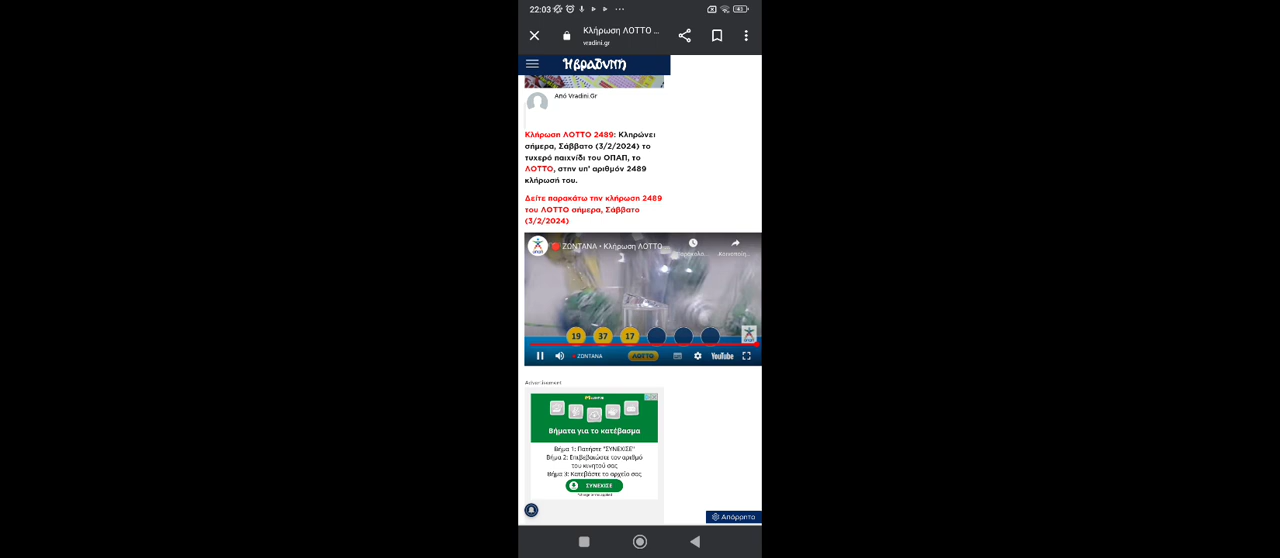 22:03
43
Κλήρωση ΛΟΤΤΟ ...
vradini.gr
Ἡ Βραδυνή
Από Vradini.Gr
Κλήρωση ΛΟΤΤΟ 2489: Κληρώνει
σήμερα, Σάββατο (3/2/2024) το
τυχερό παιχνίδι του ΟΠΑΠ, το
ΛΟΤΤΟ, στην υπ' αριθμόν 2489
κλήρωσή του.
Δείτε παρακάτω την κλήρωση 2489
του ΛΟΤΤΟ σήμερα, Σάββατο
(3/2/2024)
ΖΩΝΤΑΝΑ • Κλήρωση ΛΟΤΤΟ
Κοινοποίη...
19 37 17
ΖΩΝΤΑΝΑ
ΛΟΤΤΟ
YouTube
Advertisement
Βήματα για το κατέβασμα
Βήμα 1: Πατήστε "ΣΥΝΕΧΙΣΕ"
Βήμα 2: Επιβεβαιώστε τον αριθμό
του κινητού σας
Βήμα 3: Κατεβάστε το αρχείο σας
ΣΥΝΕΧΙΣΕ
Απόρρητο